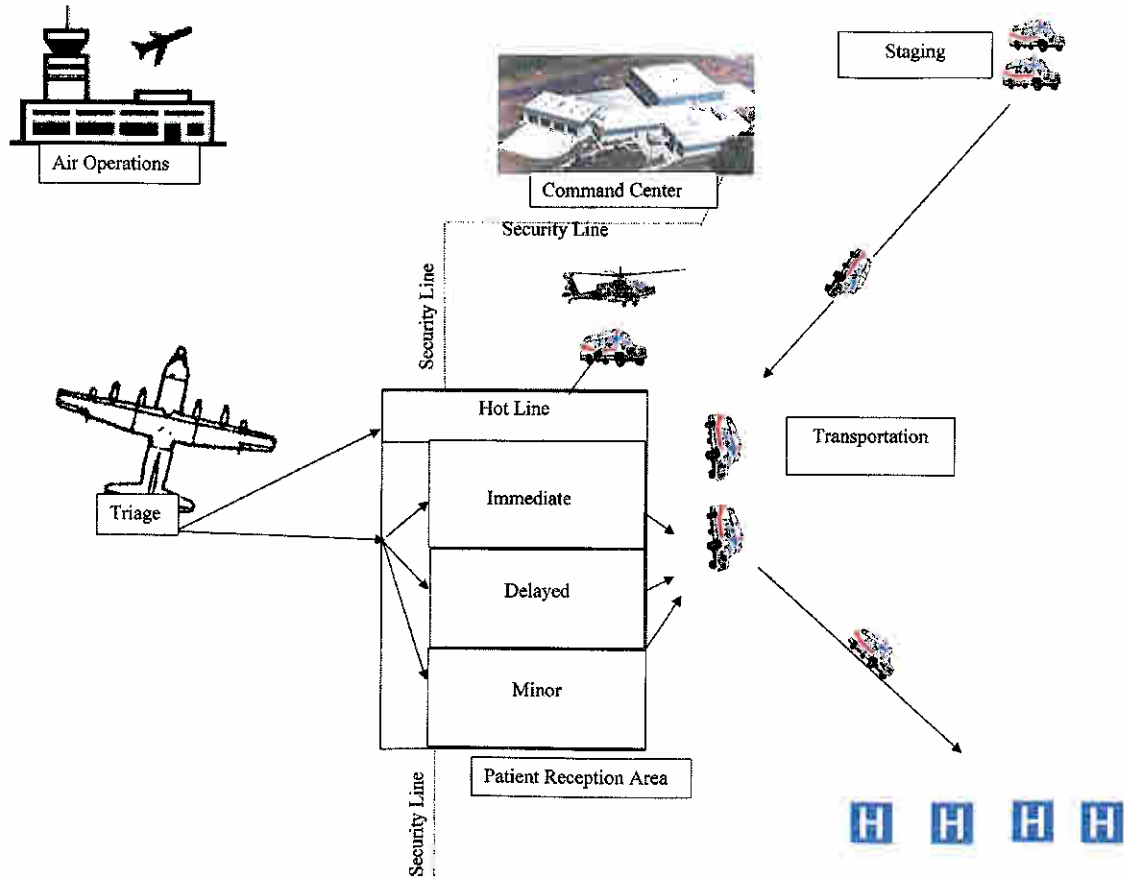 Staging
Air Operations
Command Center
Security Line
Security Line
Hot Line
Transportation
Immediate
Triage
Delayed
Minor
Patient Reception Area
Security Line
H
H
H
H